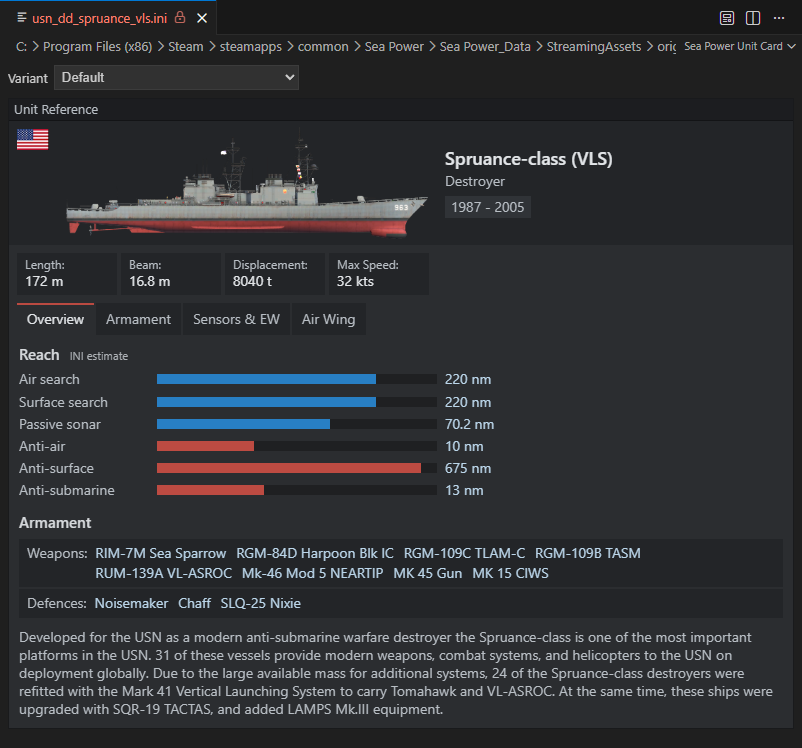 usn_dd_spruance_vls.ini
C: > Program Files (x86) > Steam > steamapps > common > Sea Power > Sea Power_Data > StreamingAssets > orig Sea Power Unit Card
Variant Default
Unit Reference
Spruance-class (VLS)
Destroyer
1987 - 2005
963
Length: Beam: Displacement: Max Speed:
172 m 16.8 m 8040 t 32 kts
Overview Armament Sensors & EW Air Wing
Reach INI estimate
Air search 220 nm
Surface search 220 nm
Passive sonar 70.2 nm
Anti-air 10 nm
Anti-surface 675 nm
Anti-submarine 13 nm
Armament
Weapons: RIM-7M Sea Sparrow RGM-84D Harpoon Blk IC RGM-109C TLAM-C RGM-109B TASM
RUM-139A VL-ASROC Mk-46 Mod 5 NEARTIP MK 45 Gun MK 15 CIWS
Defences: Noisemaker Chaff SLQ-25 Nixie
Developed for the USN as a modern anti-submarine warfare destroyer the Spruance-class is one of the most important
platforms in the USN. 31 of these vessels provide modern weapons, combat systems, and helicopters to the USN on
deployment globally. Due to the large available mass for additional systems, 24 of the Spruance-class destroyers were
refitted with the Mark 41 Vertical Launching System to carry Tomahawk and VL-ASROC. At the same time, these ships were
upgraded with SQR-19 TACTAS, and added LAMPS Mk.III equipment.